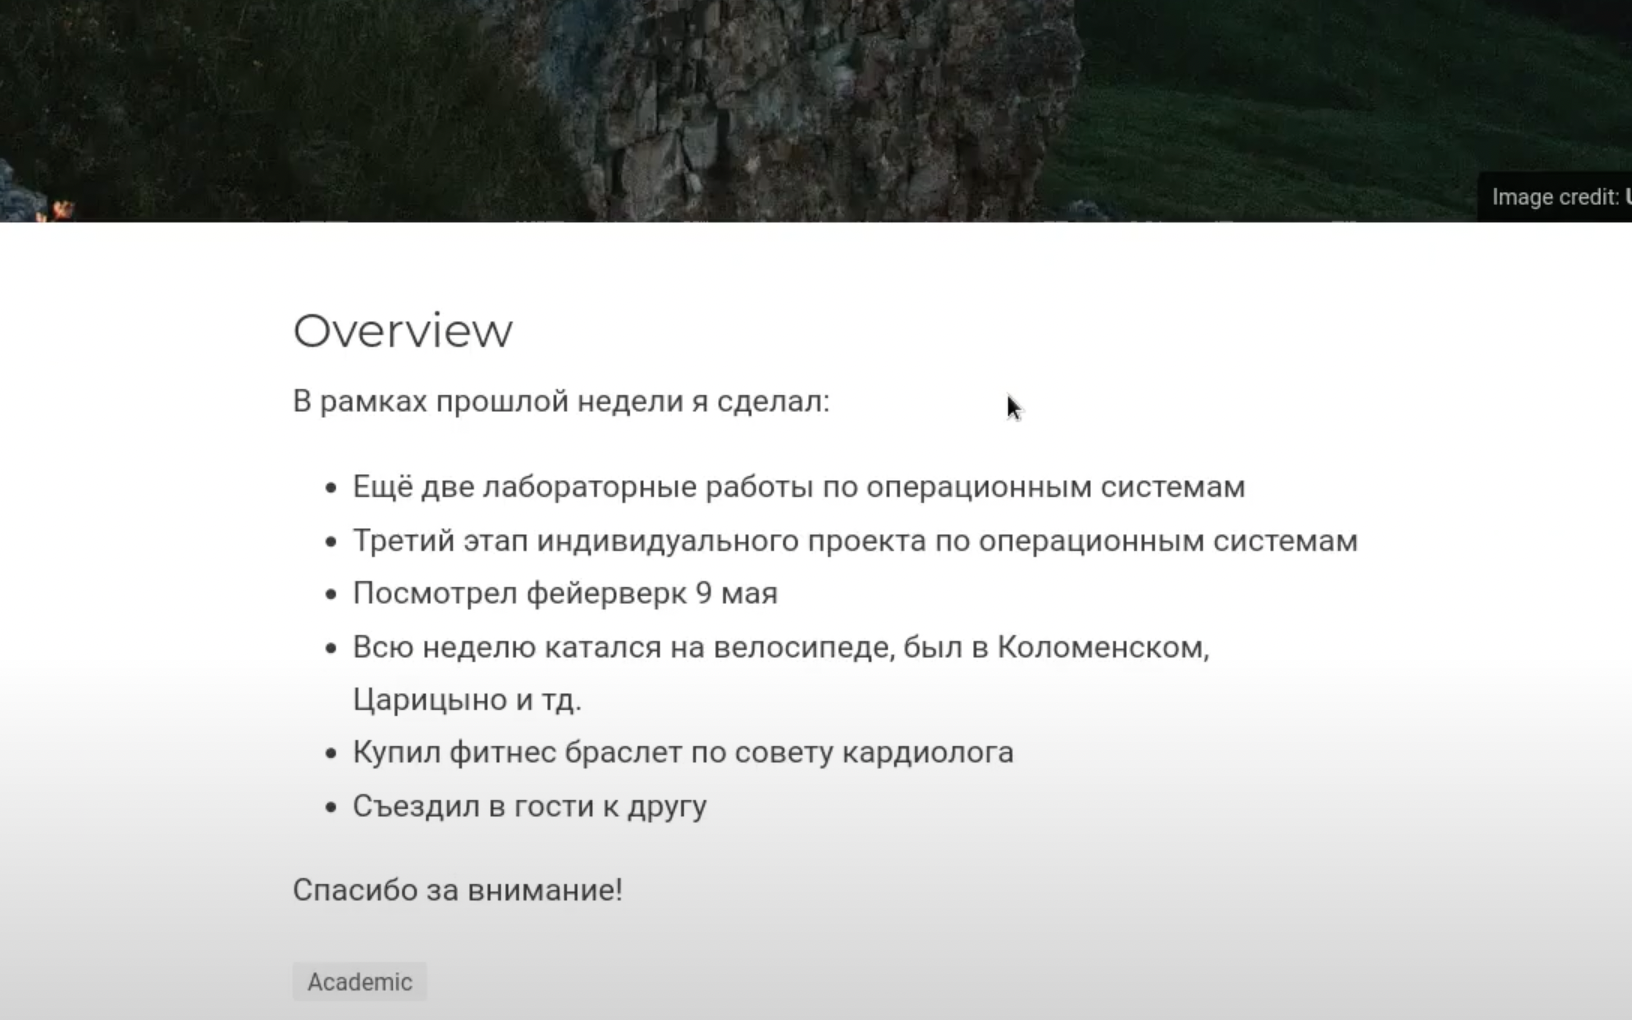 Image credit:
Overview
В рамках прошлой недели я сделал:
Ещё две лабораторные работы по операционным системам
Третий этап индивидуального проекта по операционным системам
Посмотрел фейерверк 9 мая
Всю неделю катался на велосипеде, был в Коломенском,
Царицыно и тд.
Купил фитнес браслет по совету кардиолога
Съездил в гости к другу
Спасибо за внимание!
Academic